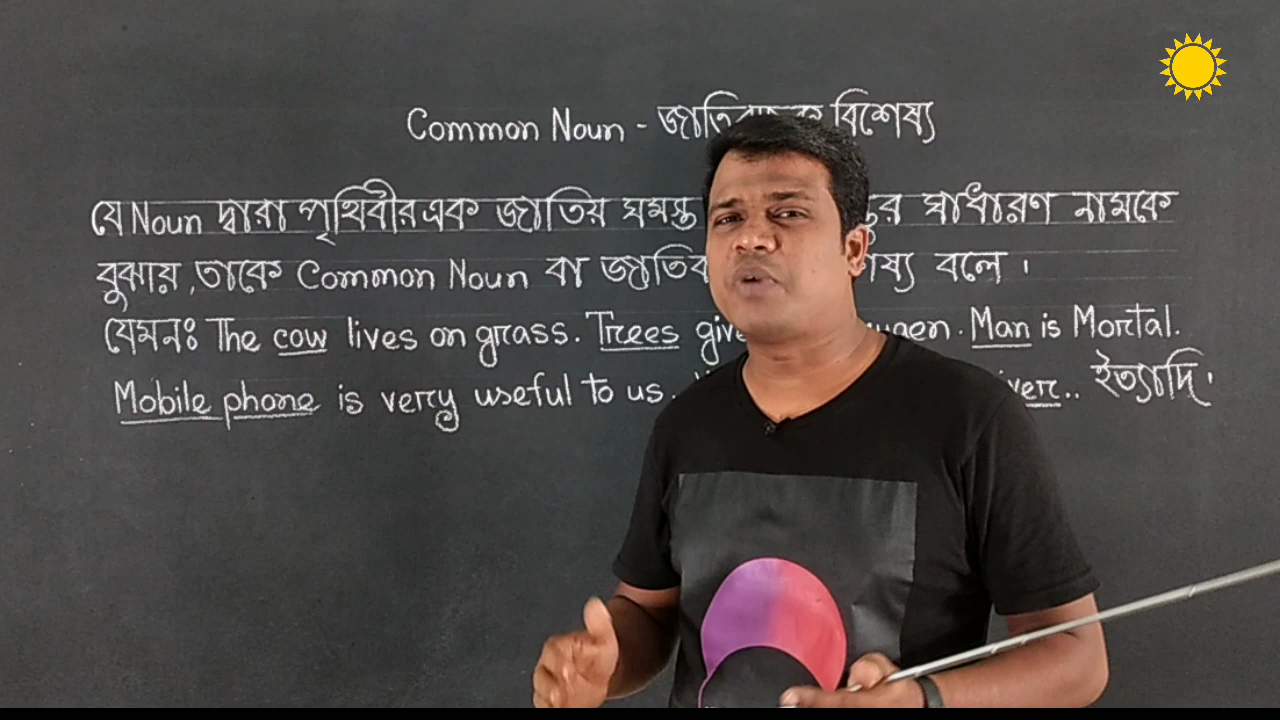 Common Noun - বিশেষ্য
যে Noun দ্বারা পৃথিবীর এক জাতিয় সমস্ত সাধারণ নামকে
বুঝায়, তাকে Common Noun বা বলে ।
যেমনঃ The cow lives on grass. Trees give Man is Mortal.
Mobile phone is very useful to us. .. ইত্যাদি।